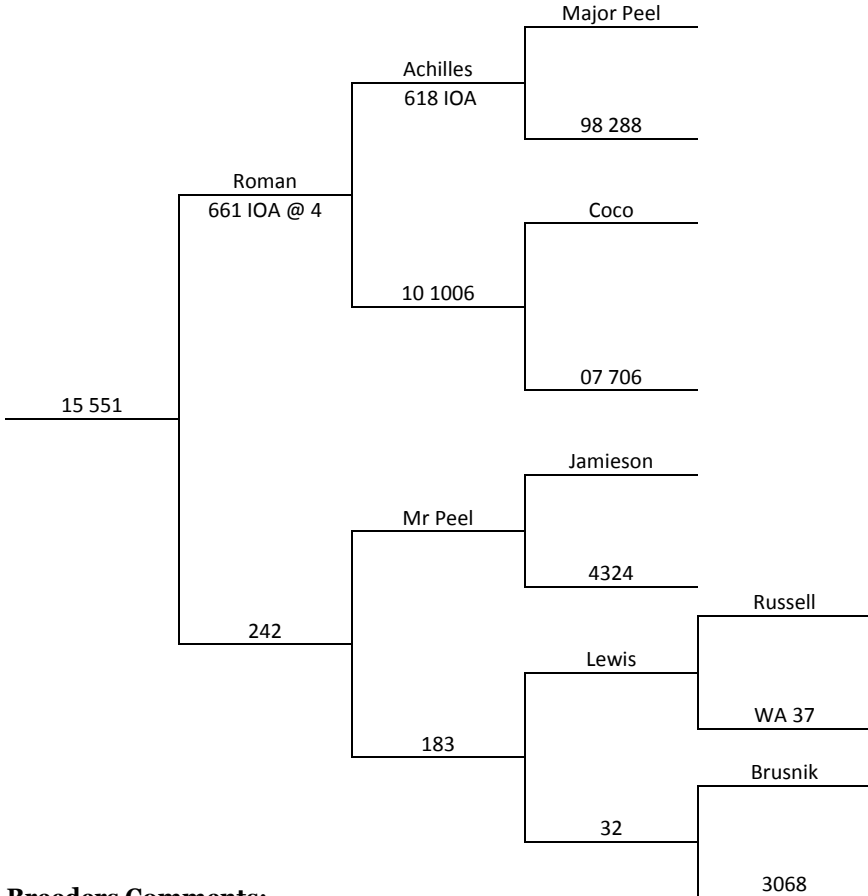 Major Peel
Achilles
618 IOA
98 288
Roman
661 IOA @ 4
Coco
10 1006
07 706
15 551
Jamieson
Mr Peel
4324
Russell
242
Lewis
WA 37
183
Brusnik
32
3068
Breeders Comments: